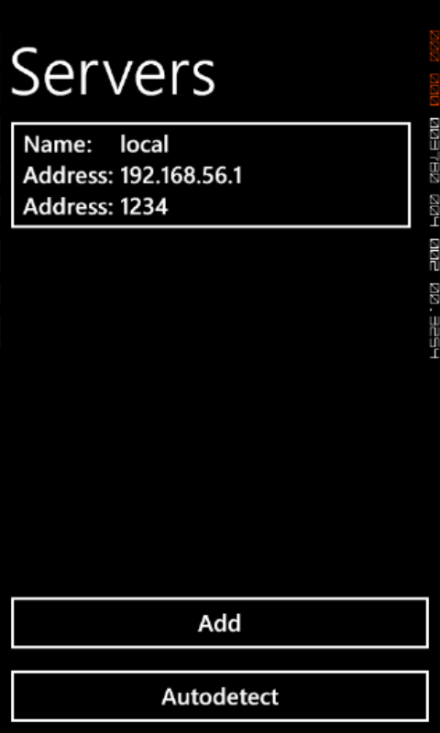 Servers
Name: local
Address: 192.168.56.1
Address: 1234
Add
Autodetect